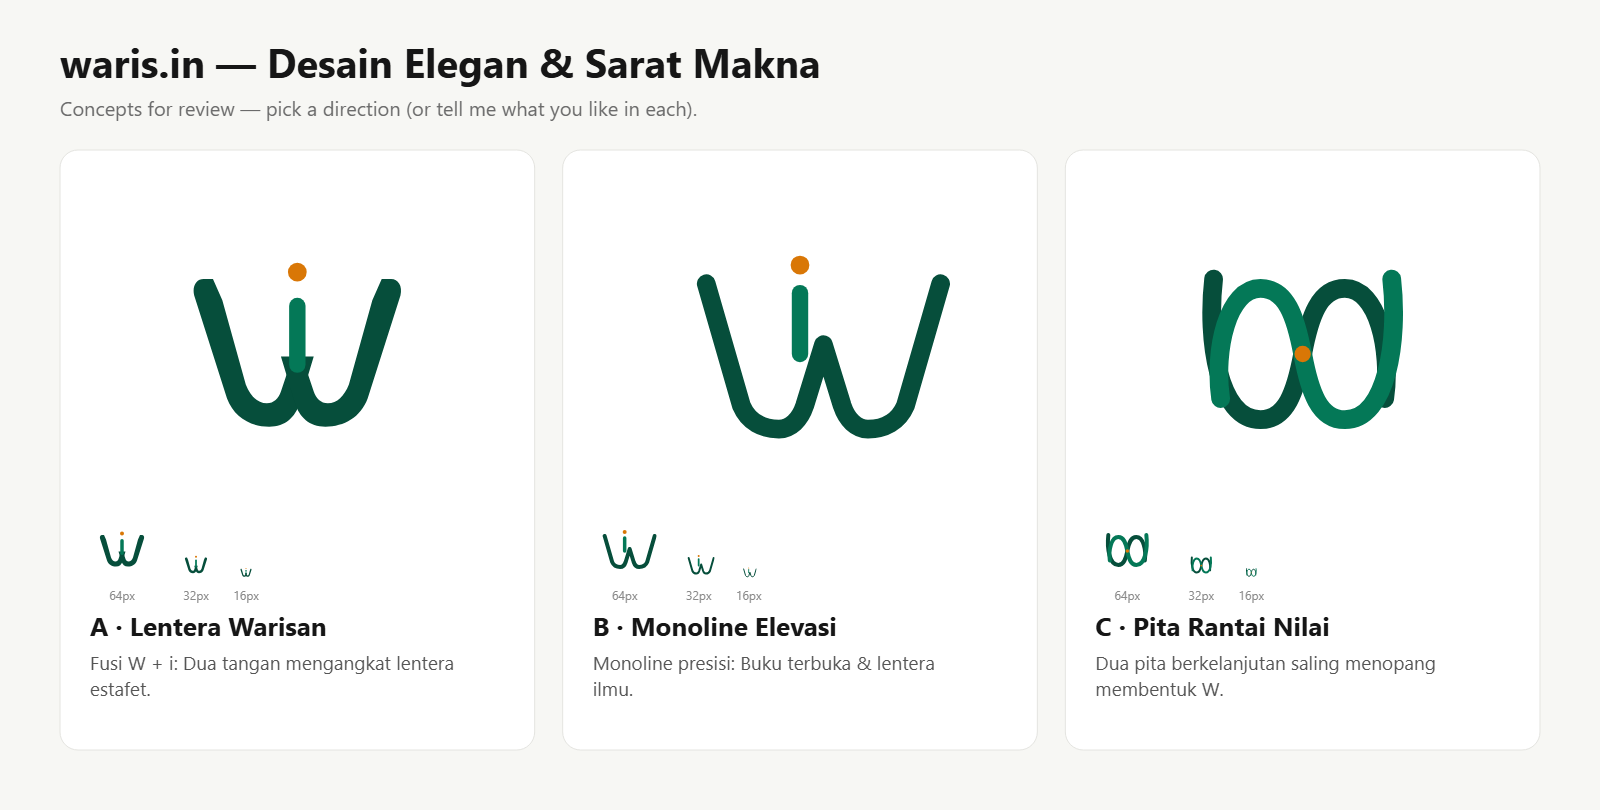 waris.in — Desain Elegan & Sarat Makna
Concepts for review — pick a direction (or tell me what you like in each).
64px 32px 16px
A · Lentera Warisan
Fusi W + i: Dua tangan mengangkat lentera
estafet.
64px 32px 16px
B · Monoline Elevasi
Monoline presisi: Buku terbuka & lentera
ilmu.
64px 32px 16px
C · Pita Rantai Nilai
Dua pita berkelanjutan saling menopang
membentuk W.